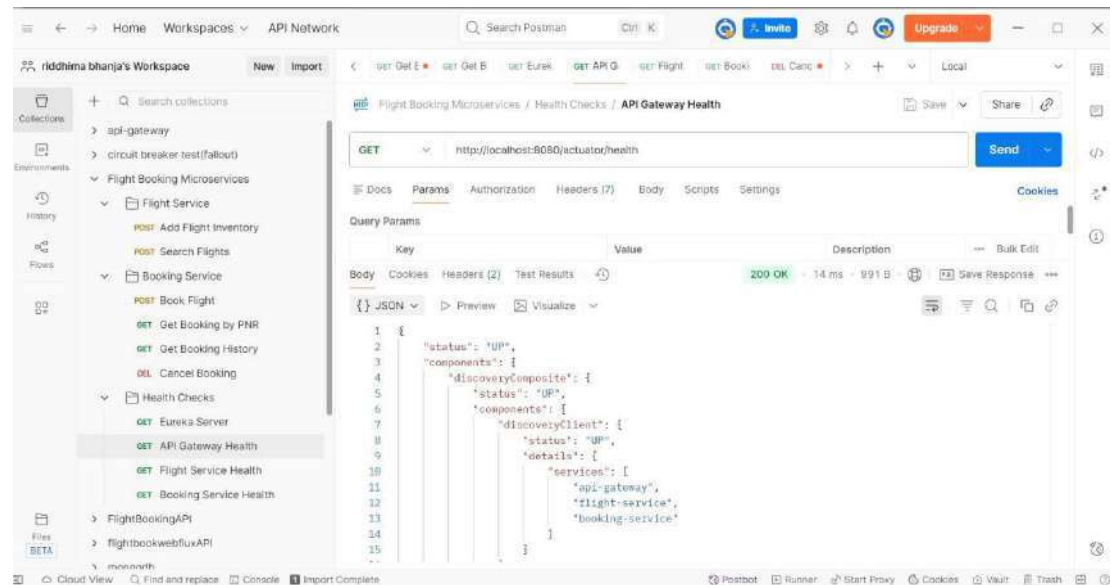 Home Workspaces API Network Search Postman Ctrl K Invite Upgrade
riddhima bhanja's Workspace New Import GET Get E GET Get B GET Eurek GET API G GET Flight GET Booki DEL Canc Local
Collections
Environments
History
Flows
Files
BETA
Search collections
api-gateway
circuit breaker test(fallout)
Flight Booking Microservices
Flight Service
POST Add Flight Inventory
POST Search Flights
Booking Service
POST Book Flight
GET Get Booking by PNR
GET Get Booking History
DEL Cancel Booking
Health Checks
GET Eureka Server
GET API Gateway Health
GET Flight Service Health
GET Booking Service Health
FlightBookingAPI
flightbookwebfluxAPI
mongodb
HTTP Flight Booking Microservices / Health Checks / API Gateway Health Save Share
GET http://localhost:8080/actuator/health Send
Docs Params Authorization Headers (7) Body Scripts Settings Cookies
Query Params
Key Value Description Bulk Edit
Body Cookies Headers (2) Test Results 200 OK 14 ms 991 B Save Response
{} JSON Preview Visualize
1 {
2 "status": "UP",
3 "components": {
4 "discoveryComposite": {
5 "status": "UP",
6 "components": {
7 "discoveryClient": {
8 "status": "UP",
9 "details": {
10 "services": [
11 "api-gateway",
12 "flight-service",
13 "booking-service"
14 ]
15 }
Cloud View Find and replace Console Import Complete Postbot Runner Start Proxy Cookies Vault Trash